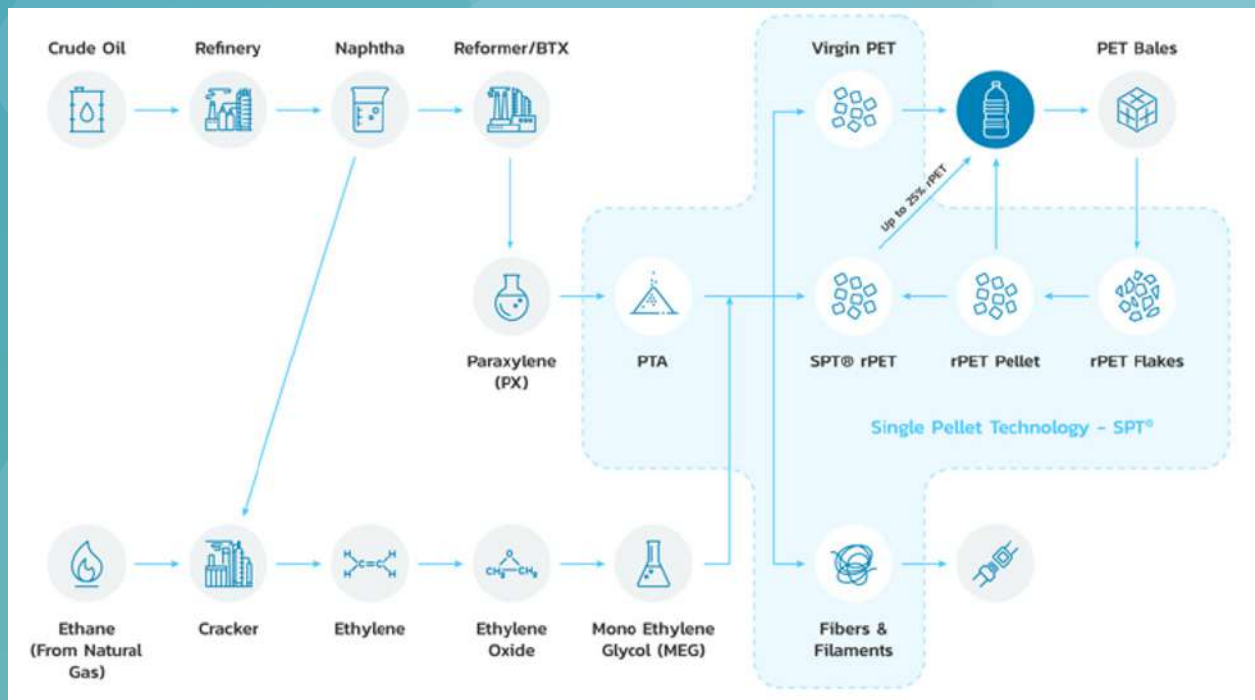 Crude Oil
Refinery
Naphtha
Reformer/BTX
Virgin PET
PET Bales
Up to 25% rPET
Paraxylene
(PX)
PTA
SPT® rPET
rPET Pellet
rPET Flakes
Single Pellet Technology - SPT®
H H
C=C
H H
O
CH₂ CH₂
Ethane
(From Natural
Gas)
Cracker
Ethylene
Ethylene
Oxide
Mono Ethylene
Glycol (MEG)
Fibers &
Filaments